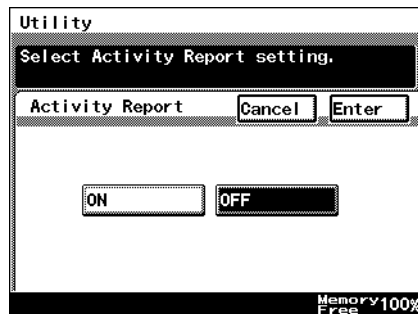 Utility
Select Activity Report setting.
Activity Report Cancel Enter
ON OFF
Memory
Free 100%